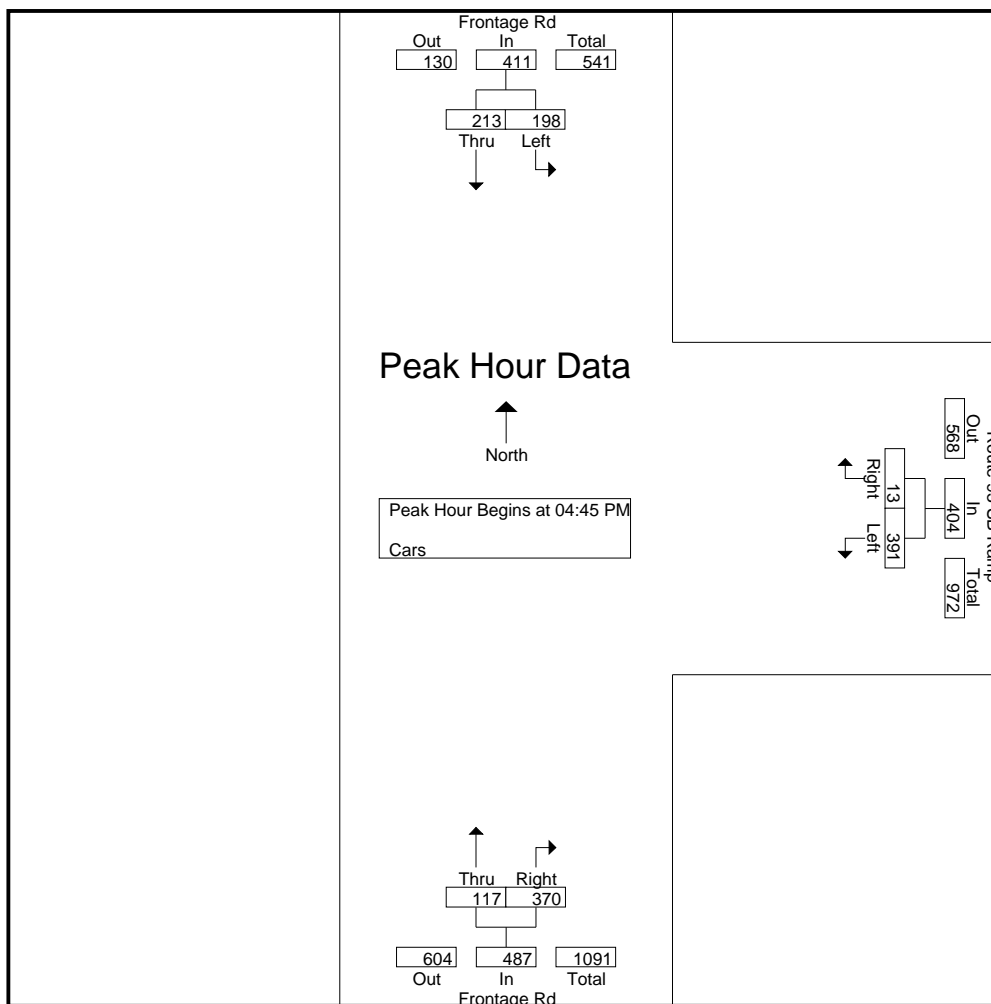 Frontage Rd
Out In Total
130 411 541
213 198
Thru Left
Peak Hour Data
North
Peak Hour Begins at 04:45 PM
Cars
Ramp
Out In Total
568 404 972
13 391
Right Left
Thru Right
117 370
604 487 1091
Out In Total
Frontage Rd